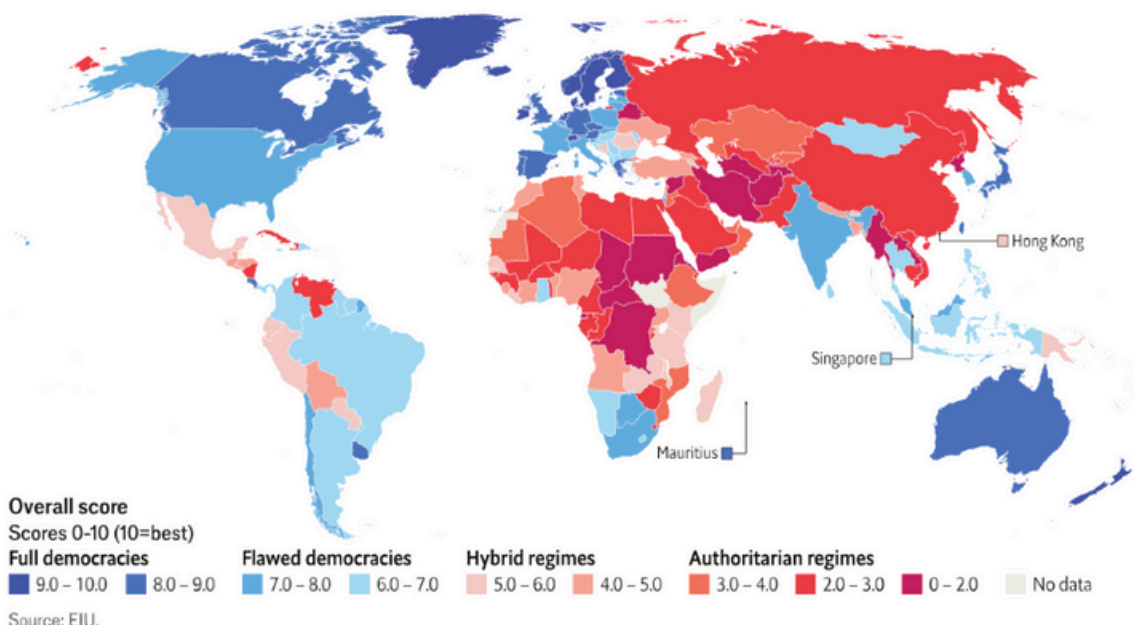 Hong Kong
Singapore
Mauritius
Overall score
Scores 0-10 (10=best)
Full democracies Flawed democracies Hybrid regimes Authoritarian regimes
9.0 – 10.0 8.0 – 9.0 7.0 – 8.0 6.0 – 7.0 5.0 – 6.0 4.0 – 5.0 3.0 – 4.0 2.0 – 3.0 0 – 2.0 No data
Source: EIU.